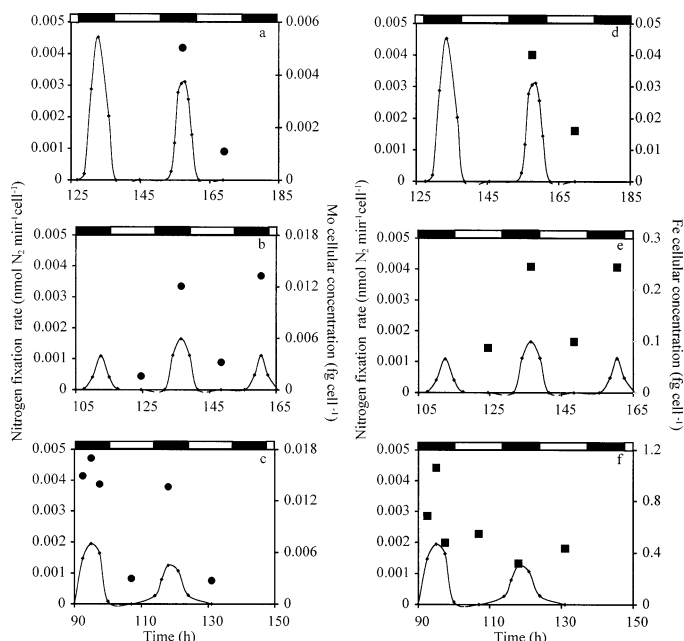 0.005 0.006 a
0.004
0.003 0.004
0.002 0.002
0.001
0 0
125 145 165 185
0.005 0.05 d
0.004 0.04
0.003 0.03
0.002 0.02
0.001 0.01
0 0
125 145 165 185
Nitrogen fixation rate (nmol N₂ min⁻¹cell⁻¹)
Mo cellular concentration (fg cell⁻¹)
0.005 0.018 b
0.004 0.012
0.003
0.002 0.006
0.001
0 0
105 125 145 165
Nitrogen fixation rate (nmol N₂ min⁻¹cell⁻¹)
Fe cellular concentration (fg cell⁻¹)
0.005 0.3 e
0.004 0.2
0.003
0.002 0.1
0.001
0 0
105 125 145 165
0.005 0.018 c
0.004 0.012
0.003
0.002 0.006
0.001
0 0
90 110 130 150
Time (h)
0.005 1.2 f
0.004 0.8
0.003
0.002 0.4
0.001
0 0
90 110 130 150
Time (h)